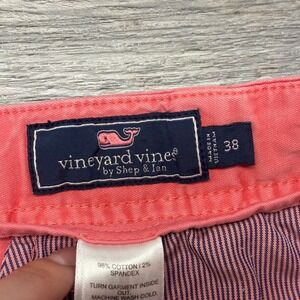 vineyard vines®
by Shep & Ian
MADE IN
VIETNAM
38
98% COTTON / 2%
SPANDEX
TURN GARMENT INSIDE
OUT.
MACHINE WASH COLD.